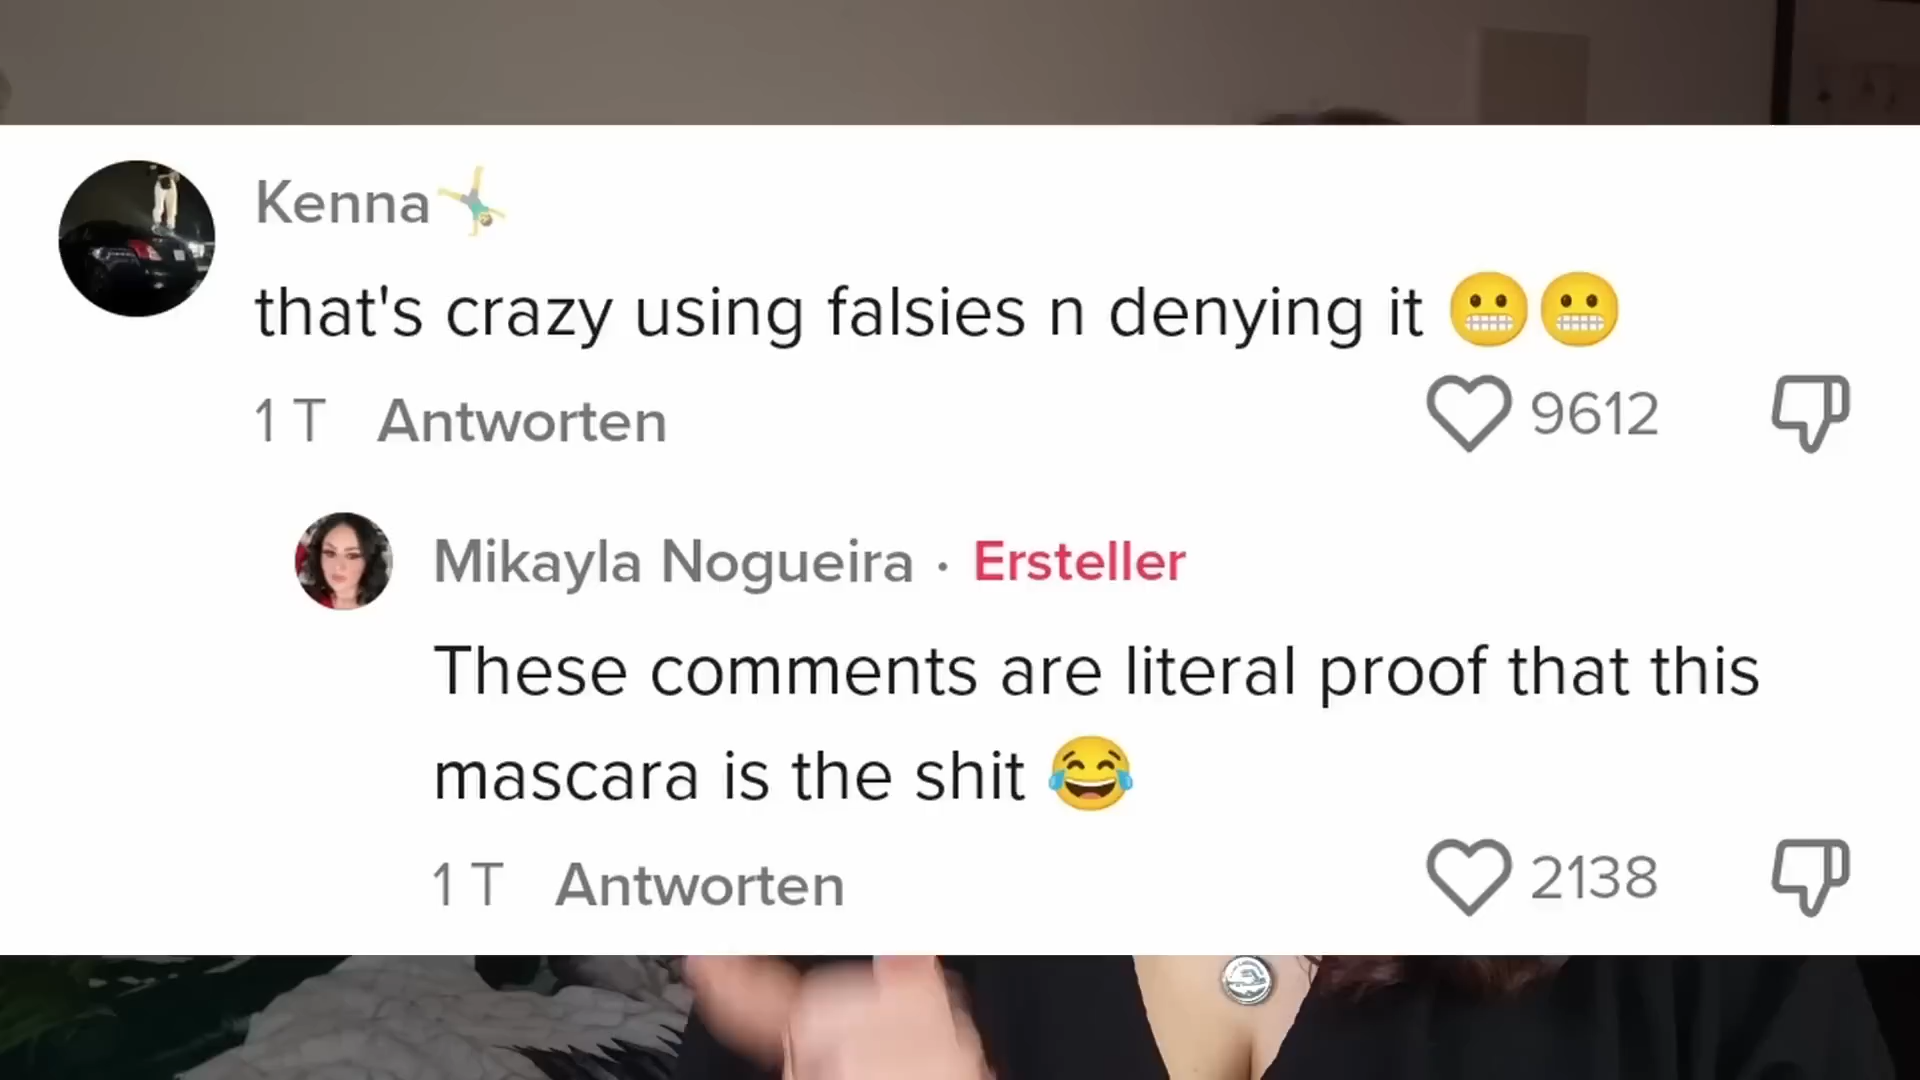 Kenna🤸‍♂️
that's crazy using falsies n denying it 😬😬
1 T Antworten 9612
Mikayla Nogueira · Ersteller
These comments are literal proof that this
mascara is the shit 😂
1 T Antworten 2138